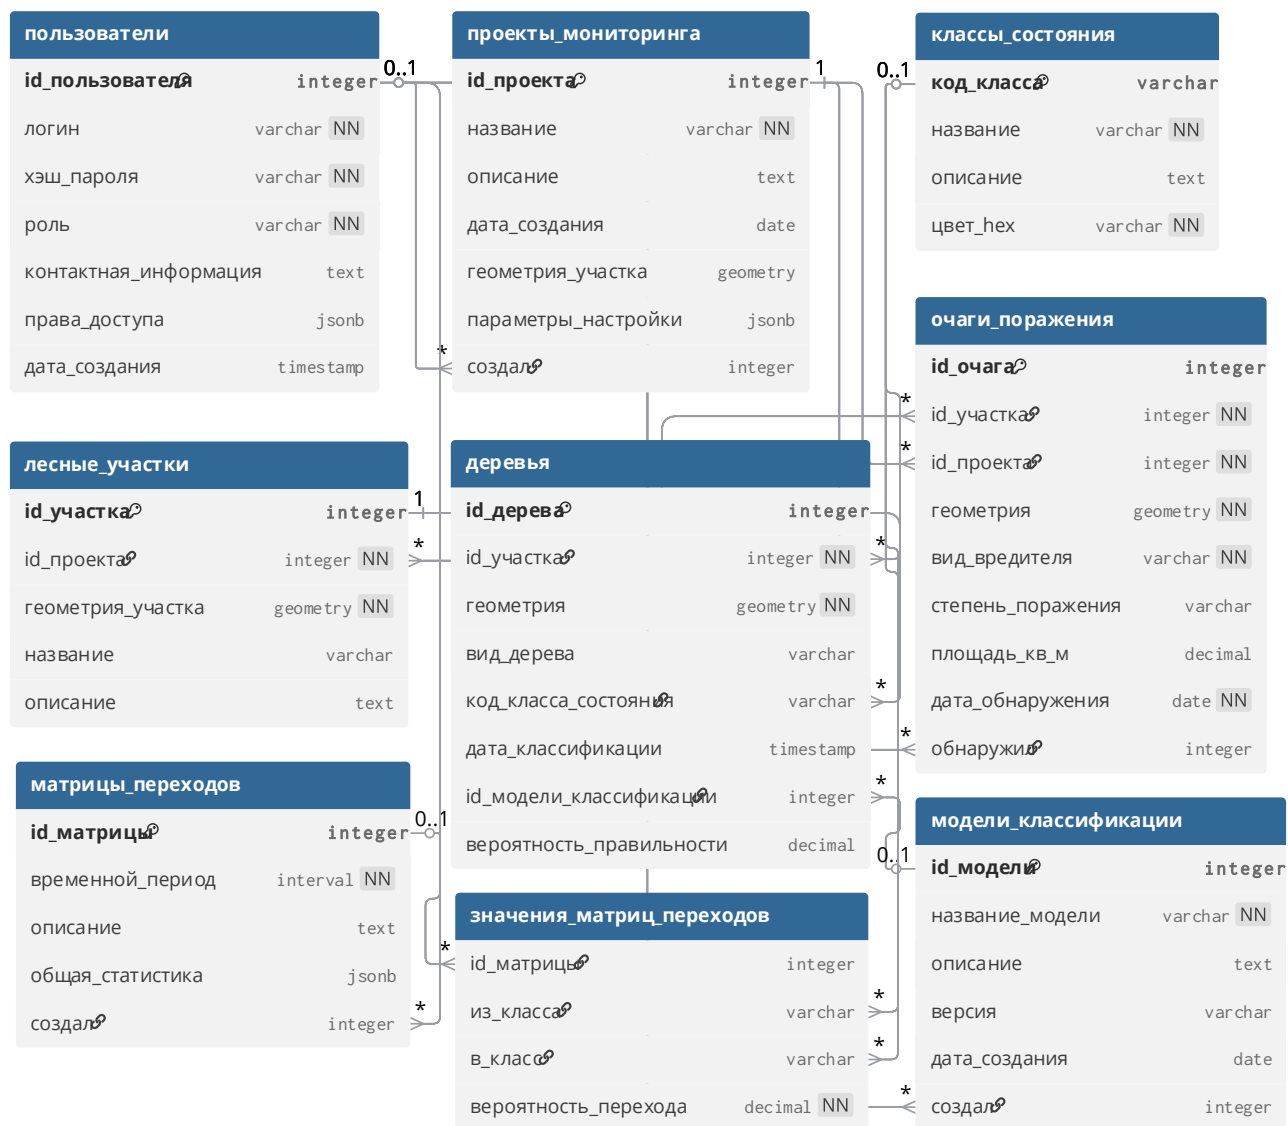 пользователи
id_пользователя integer
логин varchar NN
хэш_пароля varchar NN
роль varchar NN
контактная_информация text
права_доступа jsonb
дата_создания timestamp
0..1
проекты_мониторинга
id_проекта integer
название varchar NN
описание text
дата_создания date
геометрия_участка geometry
параметры_настройки jsonb
* создал integer
1
0..1
классы_состояния
код_класса varchar
название varchar NN
описание text
цвет_hex varchar NN
очаги_поражения
id_очага integer
* id_участка integer NN
* id_проекта integer NN
геометрия geometry NN
вид_вредителя varchar NN
степень_поражения varchar
площадь_кв_м decimal
дата_обнаружения date NN
* обнаружил integer
лесные_участки
id_участка integer 1
id_проекта integer NN *
геометрия_участка geometry NN
название varchar
описание text
деревья
id_дерева integer
id_участка integer NN *
геометрия geometry NN
вид_дерева varchar
код_класса_состояния varchar *
дата_классификации timestamp
id_модели_классификации integer *
вероятность_правильности decimal
матрицы_переходов
id_матрицы integer 0..1
временной_период interval NN
описание text
общая_статистика jsonb
создал integer *
значения_матриц_переходов
* id_матрицы integer
из_класса varchar *
в_класс varchar *
вероятность_перехода decimal NN
модели_классификации
0..1 id_модели integer
название_модели varchar NN
описание text
версия varchar
дата_создания date
* создал integer